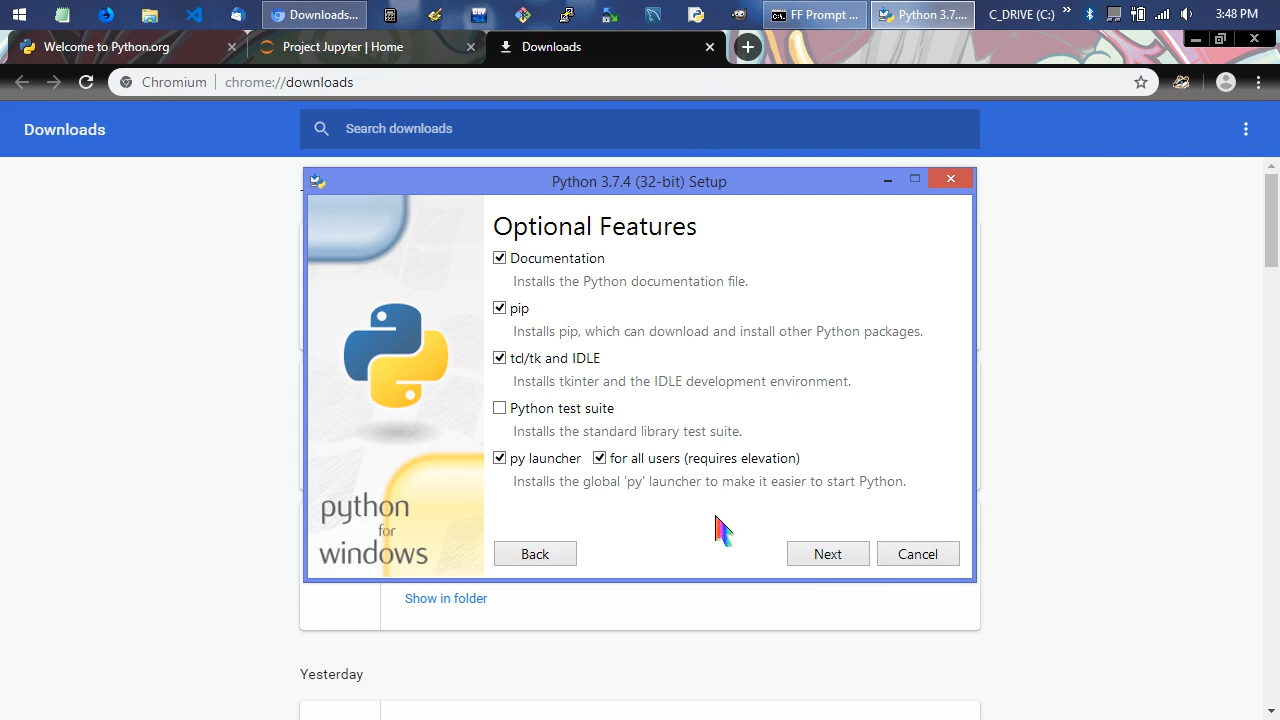 Downloads...
FF Prompt ...
Python 3.7....
C_DRIVE (C:)
3:48 PM
Welcome to Python.org
Project Jupyter | Home
Downloads
Chromium
chrome://downloads
Downloads
Search downloads
Python 3.7.4 (32-bit) Setup
Optional Features
Documentation
Installs the Python documentation file.
pip
Installs pip, which can download and install other Python packages.
tcl/tk and IDLE
Installs tkinter and the IDLE development environment.
Python test suite
Installs the standard library test suite.
py launcher for all users (requires elevation)
Installs the global 'py' launcher to make it easier to start Python.
python
for
windows
Back
Next
Cancel
Show in folder
Yesterday